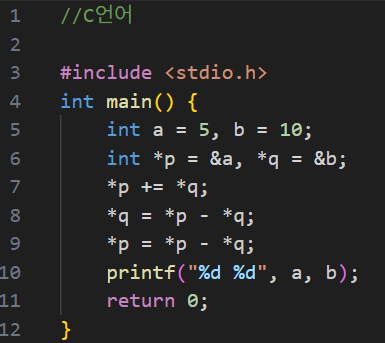 1 //C언어
2
3 #include <stdio.h>
4 int main() {
5     int a = 5, b = 10;
6     int *p = &a, *q = &b;
7     *p += *q;
8     *q = *p - *q;
9     *p = *p - *q;
10     printf("%d %d", a, b);
11     return 0;
12 }